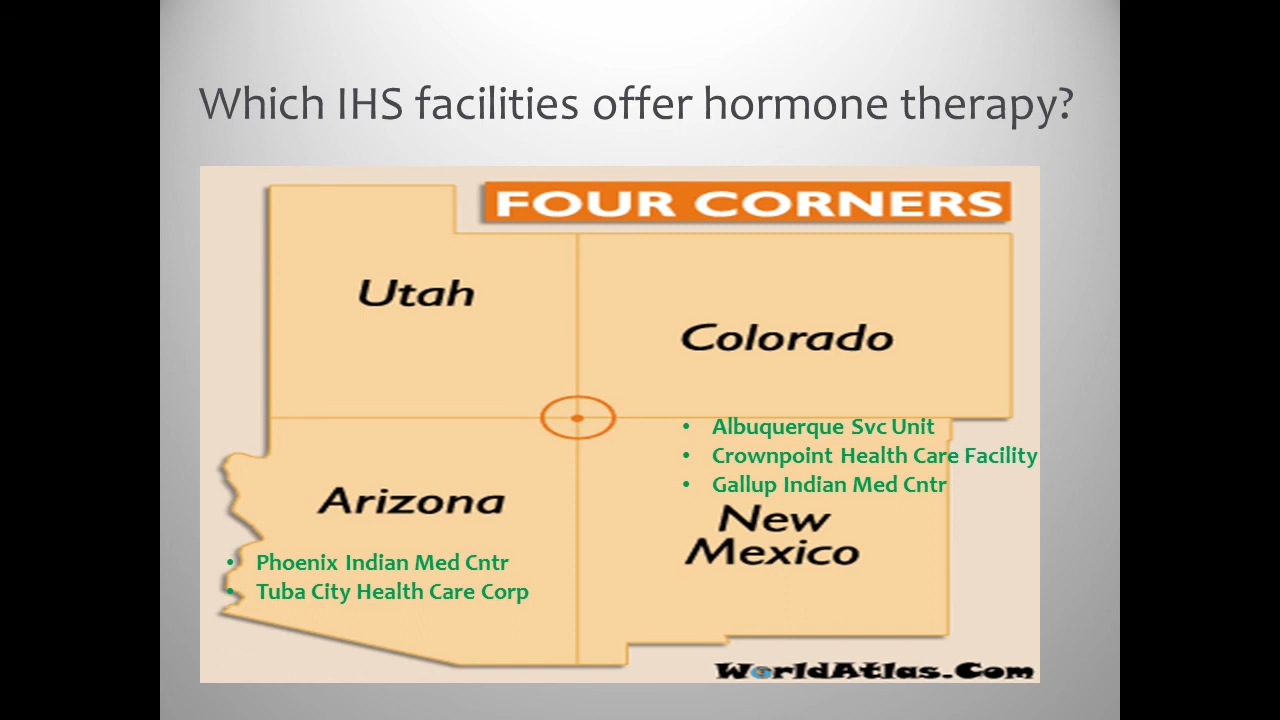 Which IHS facilities offer hormone therapy?
FOUR CORNERS
Utah
Colorado
• Albuquerque Svc Unit
• Crownpoint Health Care Facility
• Gallup Indian Med Cntr
Arizona
New
Mexico
• Phoenix Indian Med Cntr
• Tuba City Health Care Corp
WorldAtlas.Com